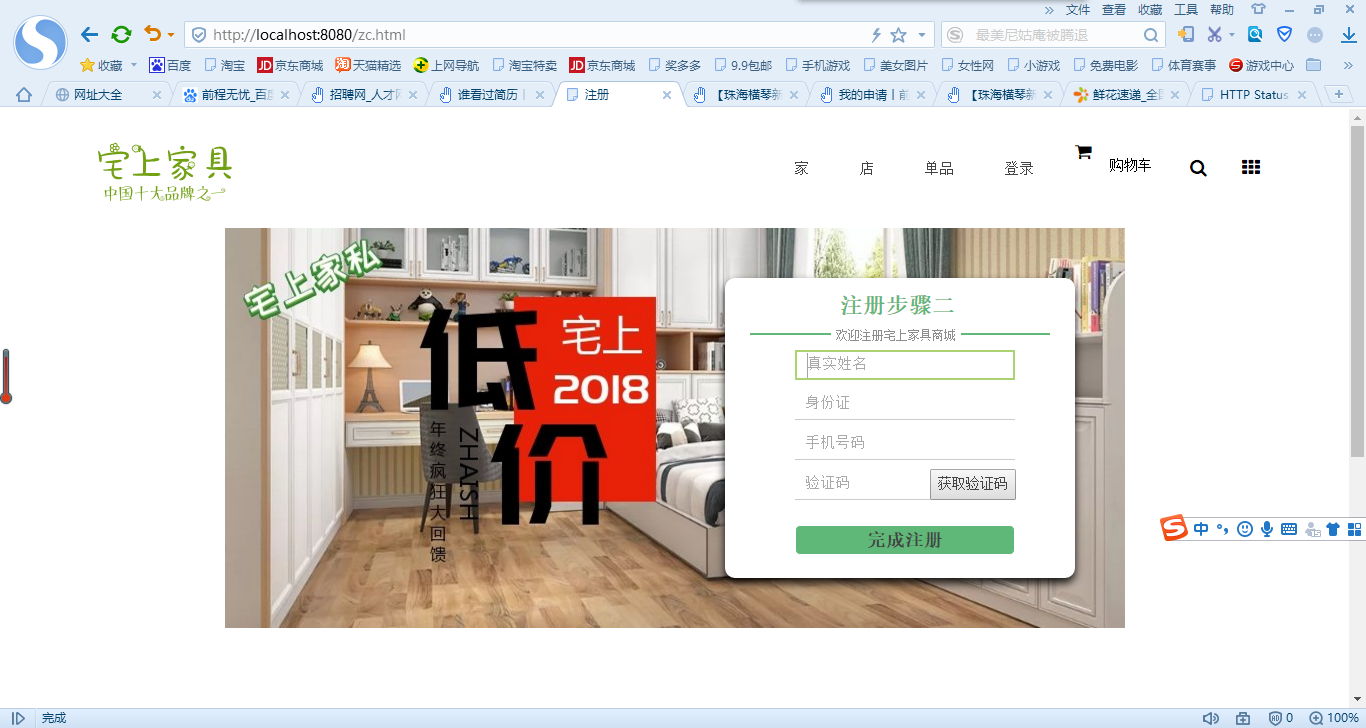 » 文件 查看 收藏 工具 帮助
http://localhost:8080/zc.html
最美尼姑庵被腾退
收藏 百度 淘宝 JD 京东商城 淘 天猫精选 上网导航 淘宝特卖 JD 京东商城 奖多多 9.9包邮 手机游戏 美女图片 女性网 小游戏 免费电影 体育赛事 游戏中心 »
网址大全 前程无忧_百度 招聘网_人才网 谁看过简历 | 注册 【珠海横琴新 我的申请 | 前 【珠海横琴新 鲜花速递_全国 HTTP Status
宅上家具
中国十大品牌之一
家 店 单品 登录 购物车
宅上家私
低价
宅上
2018
年终疯狂大回馈
ZHAISH
注册步骤二
欢迎注册宅上家具商城
真实姓名
身份证
手机号码
验证码 获取验证码
完成注册
中
完成 0 100%